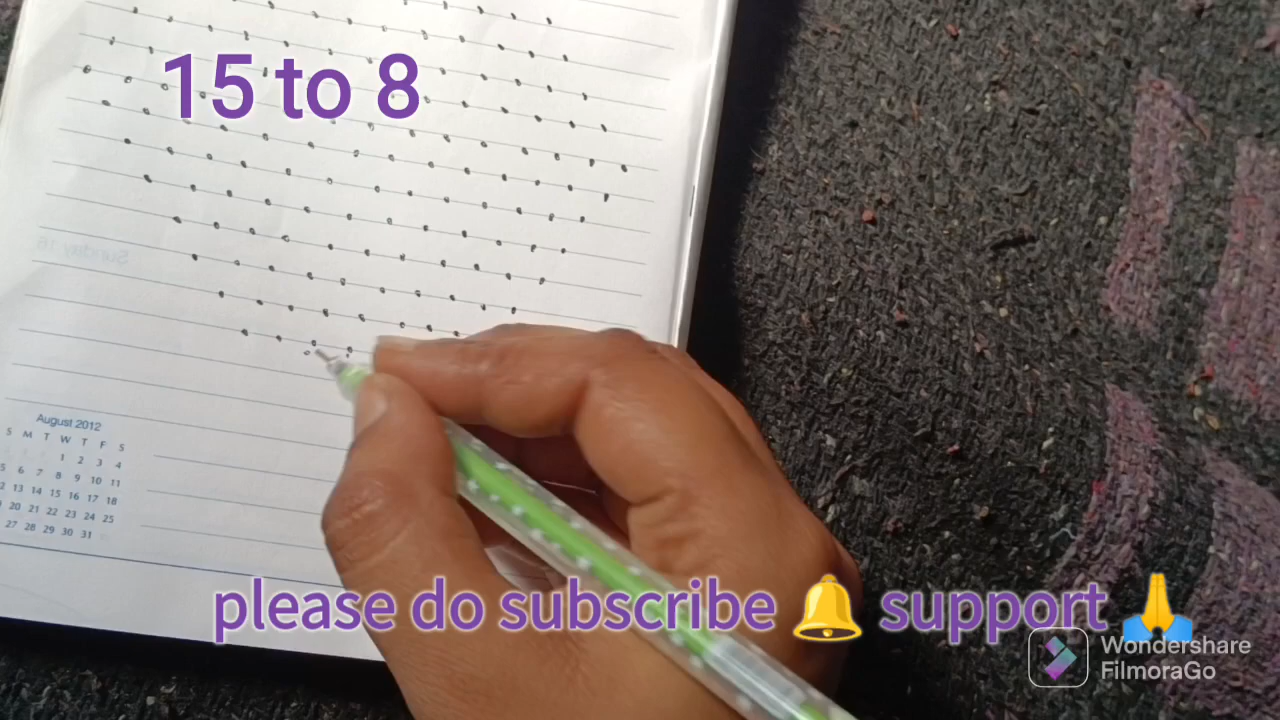 15 to 8
Sunday 16
August 2012
S M T W T F S
1 2 3 4
5 6 7 8 9 10 11
12 13 14 15 16 17 18
19 20 21 22 23 24 25
27 28 29 30 31
please do subscribe 🔔 support 🙏
Wondershare
FilmoraGo